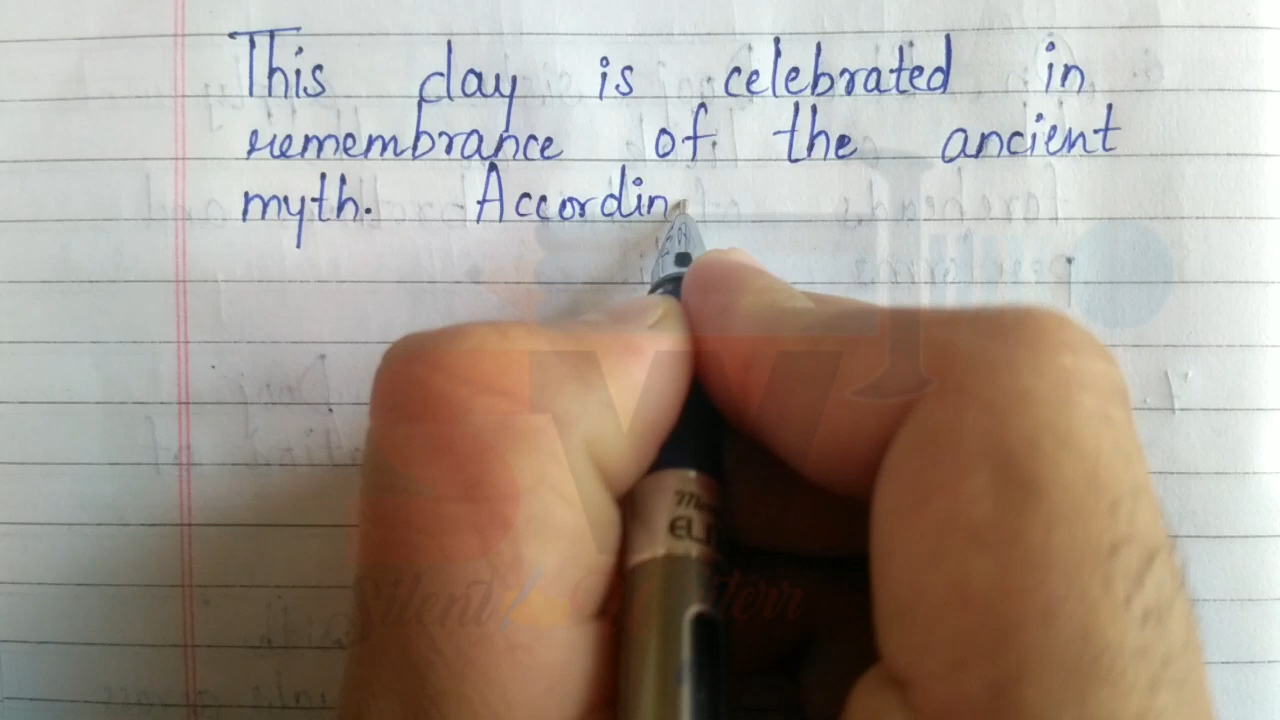 This day is celebrated in
remembrance of the ancient
myth. Accordin